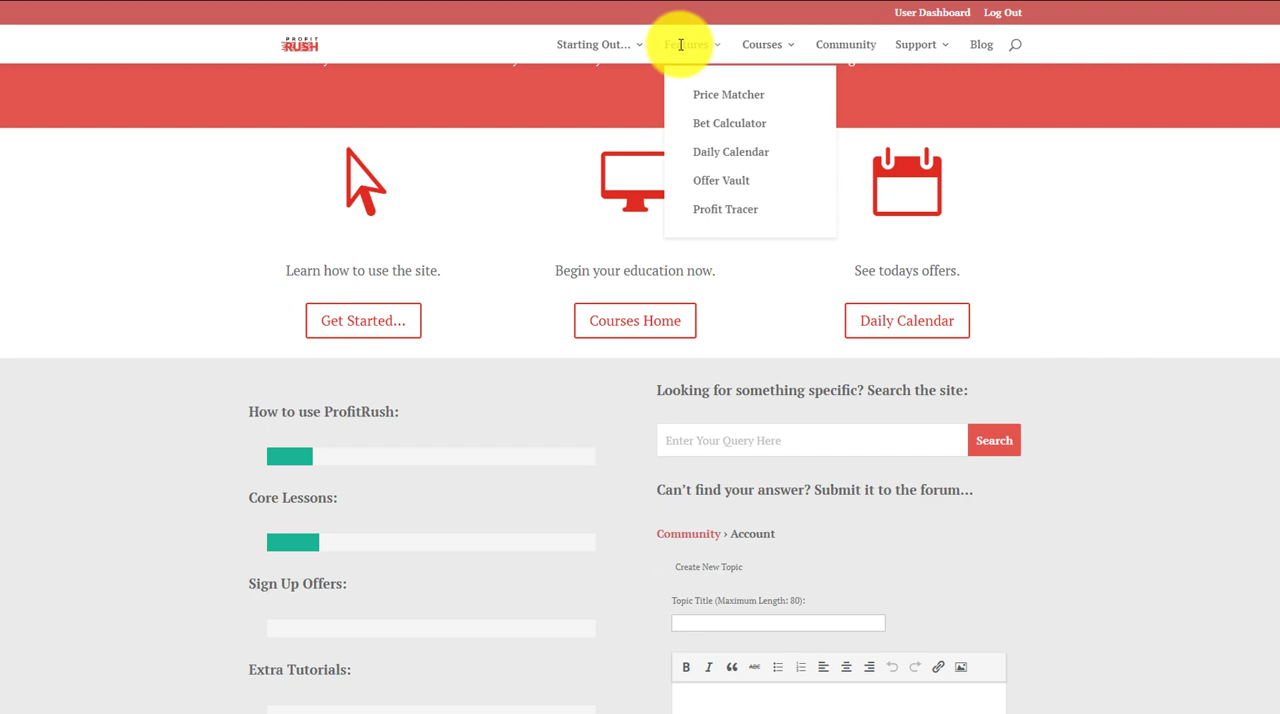 User Dashboard Log Out
PROFIT
RUSH
Starting Out... Features Courses Community Support Blog
Price Matcher
Bet Calculator
Daily Calendar
Offer Vault
Profit Tracer
Learn how to use the site. Begin your education now. See todays offers.
Get Started... Courses Home Daily Calendar
Looking for something specific? Search the site:
How to use ProfitRush:
Enter Your Query Here Search
Core Lessons:
Can't find your answer? Submit it to the forum...
Community › Account
Create New Topic
Sign Up Offers:
Topic Title (Maximum Length: 80):
Extra Tutorials:
B I ABC